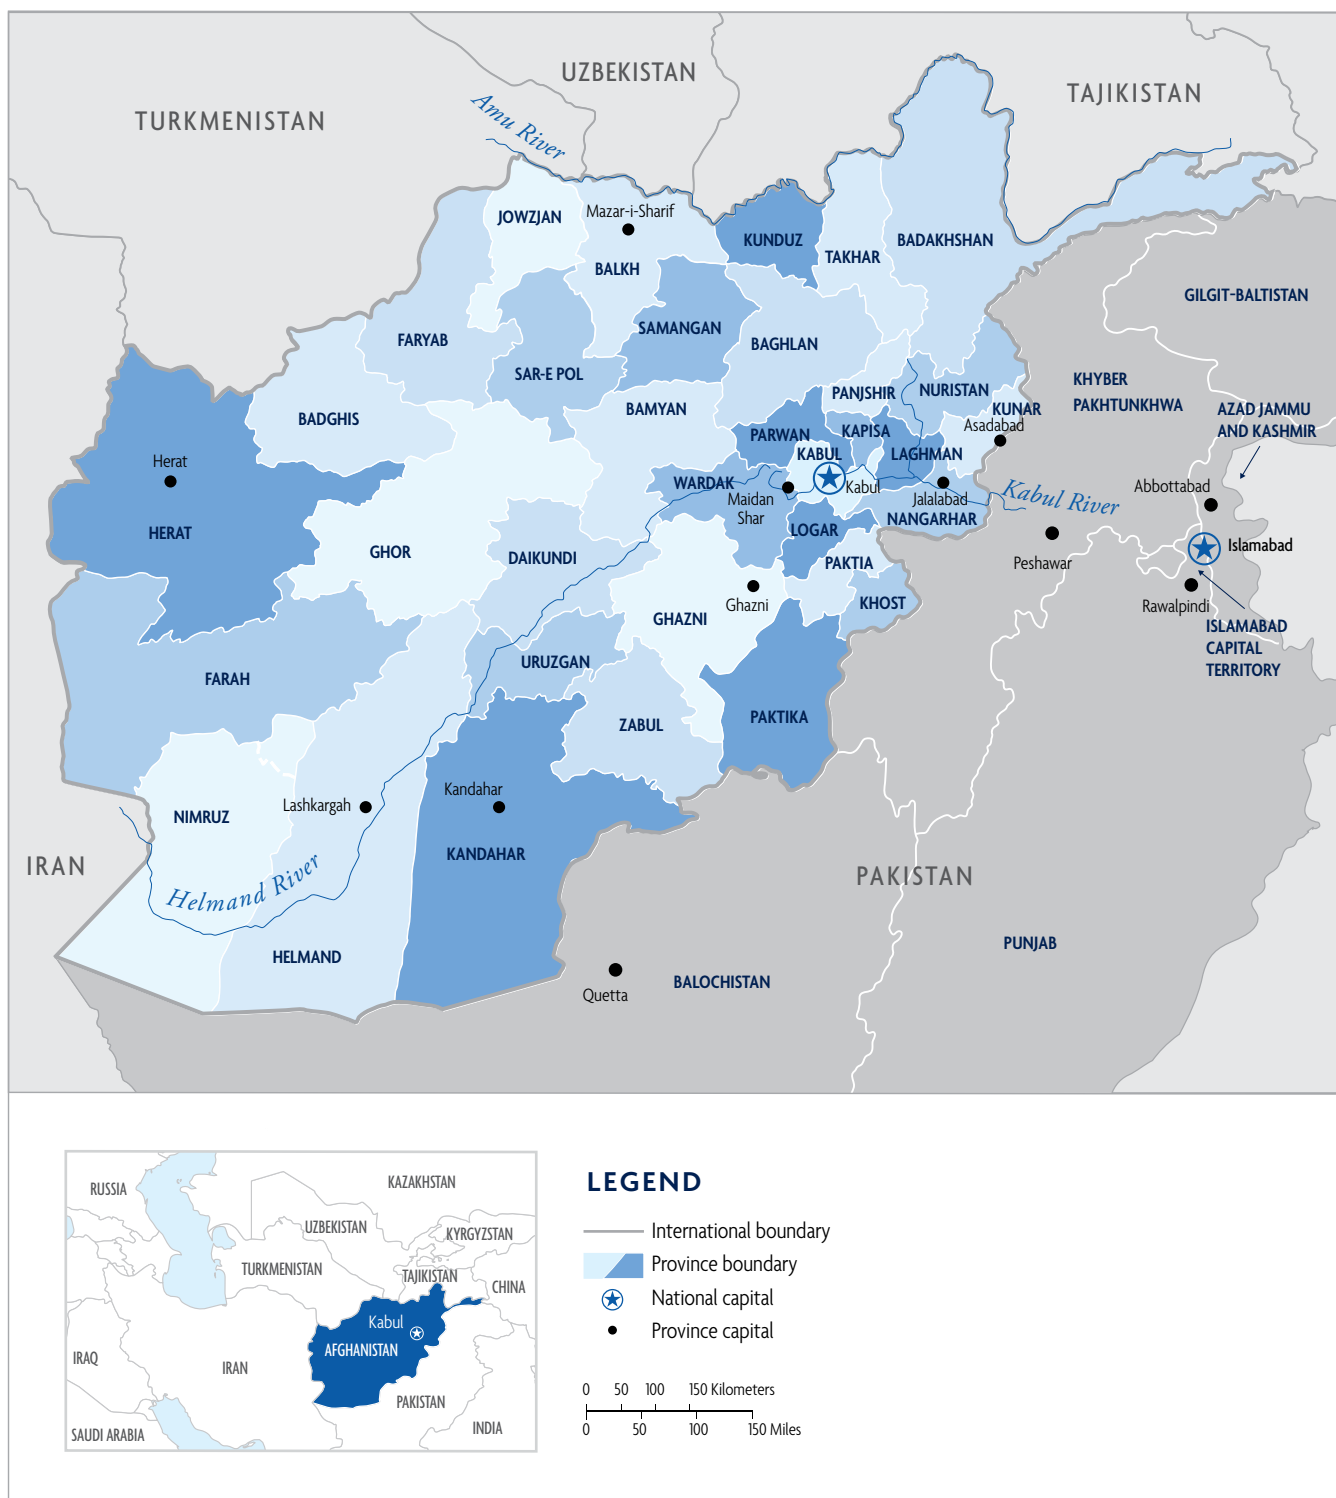 UZBEKISTAN
TAJIKISTAN
TURKMENISTAN
Amu River
JOWZJAN
Mazar-i-Sharif
BALKH
KUNDUZ
TAKHAR
BADAKHSHAN
GILGIT-BALTISTAN
FARYAB
SAMANGAN
BAGHLAN
SAR-E POL
BADGHIS
BAMYAN
PANJSHIR
NURISTAN
KUNAR
Asadabad
KHYBER
PAKHTUNKHWA
AZAD JAMMU
AND KASHMIR
PARWAN
KAPISA
KABUL
LAGHMAN
Herat
WARDAK
Maidan
Shar
Kabul
Jalalabad
Kabul River
Abbottabad
HERAT
GHOR
DAIKUNDI
LOGAR
NANGARHAR
PAKTIA
Peshawar
Islamabad
KHOST
Ghazni
GHAZNI
Rawalpindi
ISLAMABAD
CAPITAL
TERRITORY
FARAH
URUZGAN
ZABUL
PAKTIKA
NIMRUZ
Lashkargah
Kandahar
KANDAHAR
IRAN
Helmand River
PAKISTAN
HELMAND
PUNJAB
BALOCHISTAN
Quetta
RUSSIA
KAZAKHSTAN
UZBEKISTAN
KYRGYZSTAN
TURKMENISTAN
TAJIKISTAN
CHINA
Kabul
AFGHANISTAN
IRAQ
IRAN
PAKISTAN
INDIA
SAUDI ARABIA
LEGEND
International boundary
Province boundary
National capital
Province capital
0 50 100 150 Kilometers
0 50 100 150 Miles